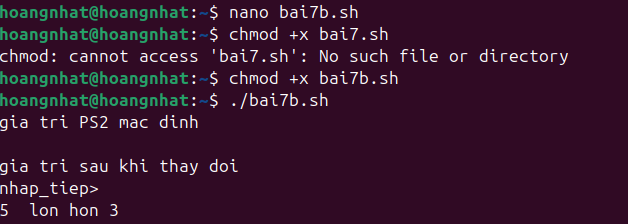 hoangnhat@hoangnhat:~$ nano bai7b.sh
hoangnhat@hoangnhat:~$ chmod +x bai7.sh
chmod: cannot access 'bai7.sh': No such file or directory
hoangnhat@hoangnhat:~$ chmod +x bai7b.sh
hoangnhat@hoangnhat:~$ ./bai7b.sh
gia tri PS2 mac dinh

gia tri sau khi thay doi
nhap_tiep>
5  lon hon 3